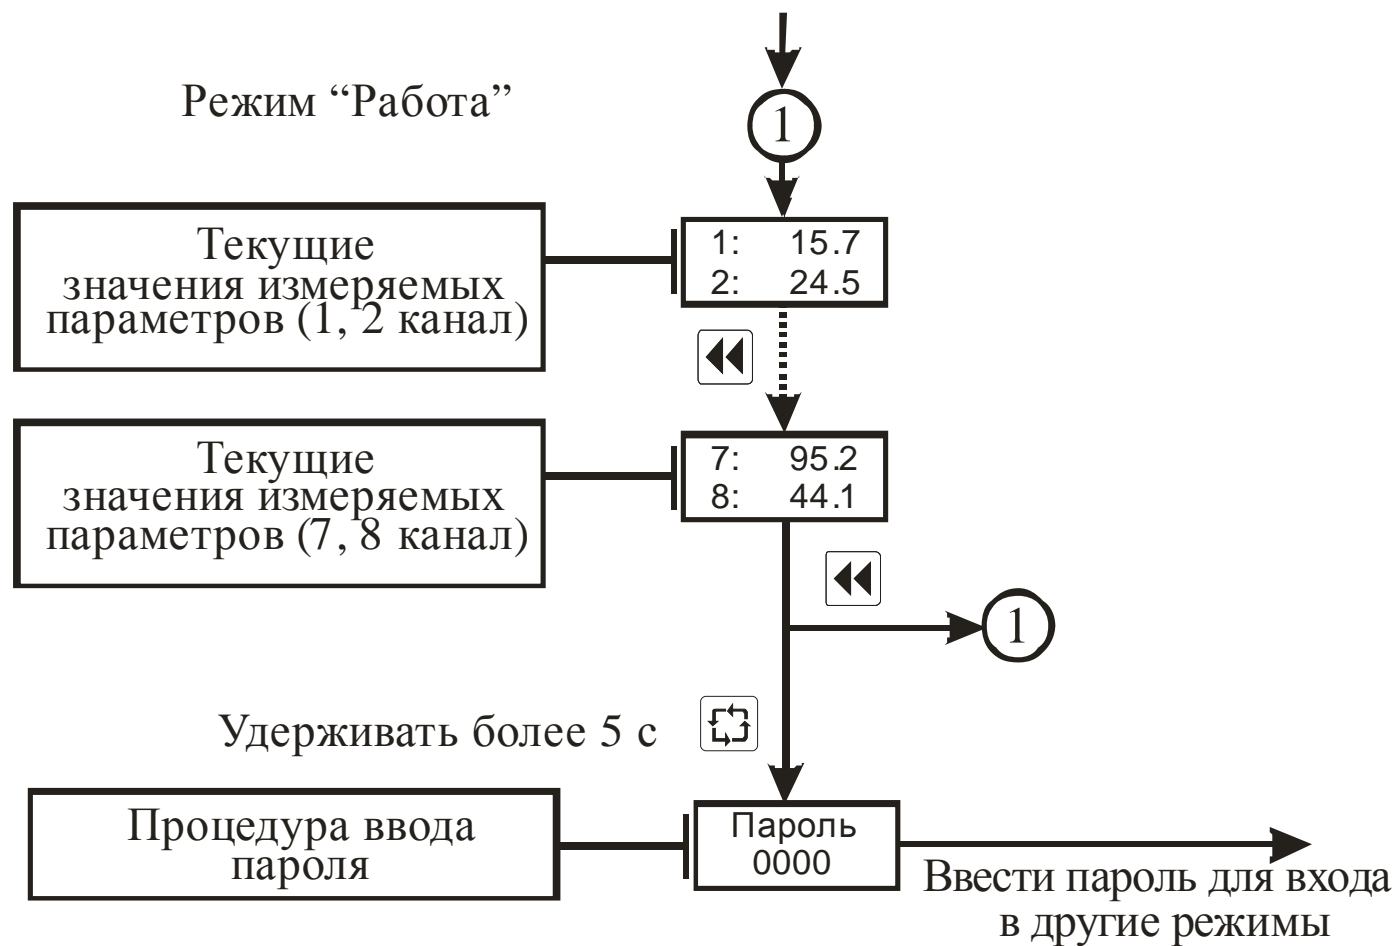 Режим “Работа”
1
Текущие
значения измеряемых
параметров (1, 2 канал)
1: 15.7
2: 24.5
Текущие
значения измеряемых
параметров (7, 8 канал)
7: 95.2
8: 44.1
1
Удерживать более 5 с
Процедура ввода
пароля
Пароль
0000
Ввести пароль для входа
в другие режимы